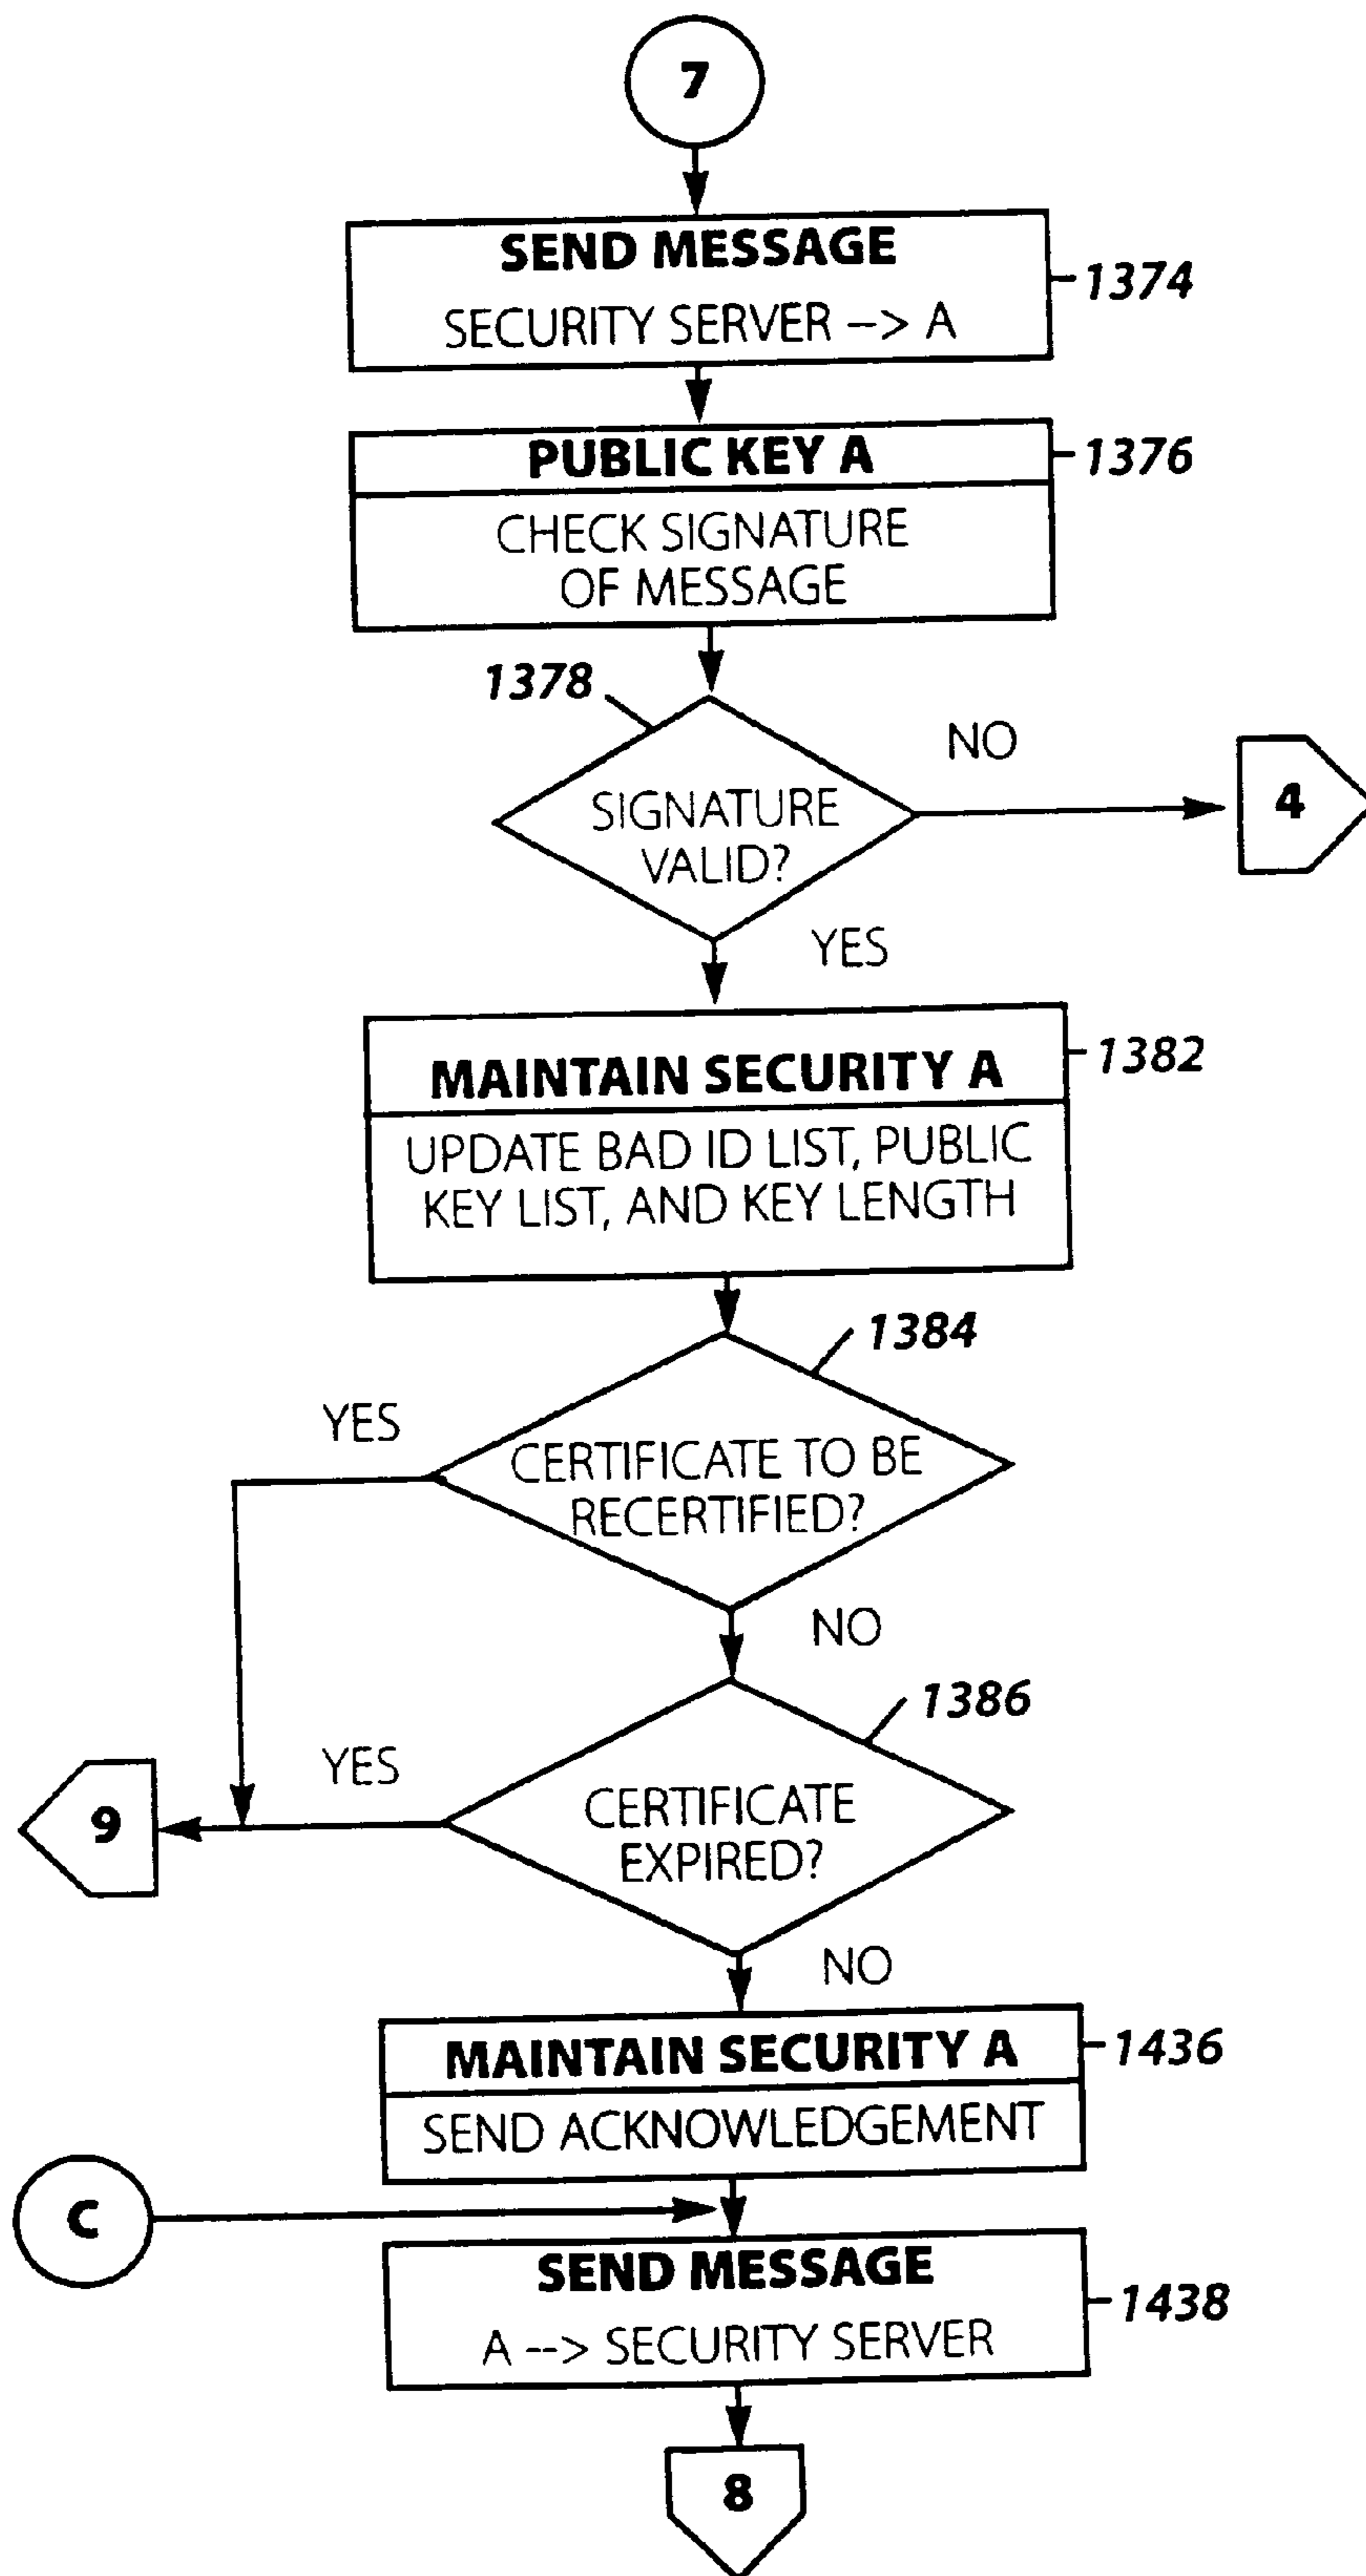 7
SEND MESSAGE
SECURITY SERVER --> A
1374
PUBLIC KEY A
1376
CHECK SIGNATURE
OF MESSAGE
1378
SIGNATURE
VALID?
NO
4
YES
MAINTAIN SECURITY A
1382
UPDATE BAD ID LIST, PUBLIC
KEY LIST, AND KEY LENGTH
1384
YES
CERTIFICATE TO BE
RECERTIFIED?
NO
1386
YES
9
CERTIFICATE
EXPIRED?
NO
MAINTAIN SECURITY A
1436
SEND ACKNOWLEDGEMENT
C
SEND MESSAGE
A --> SECURITY SERVER
1438
8